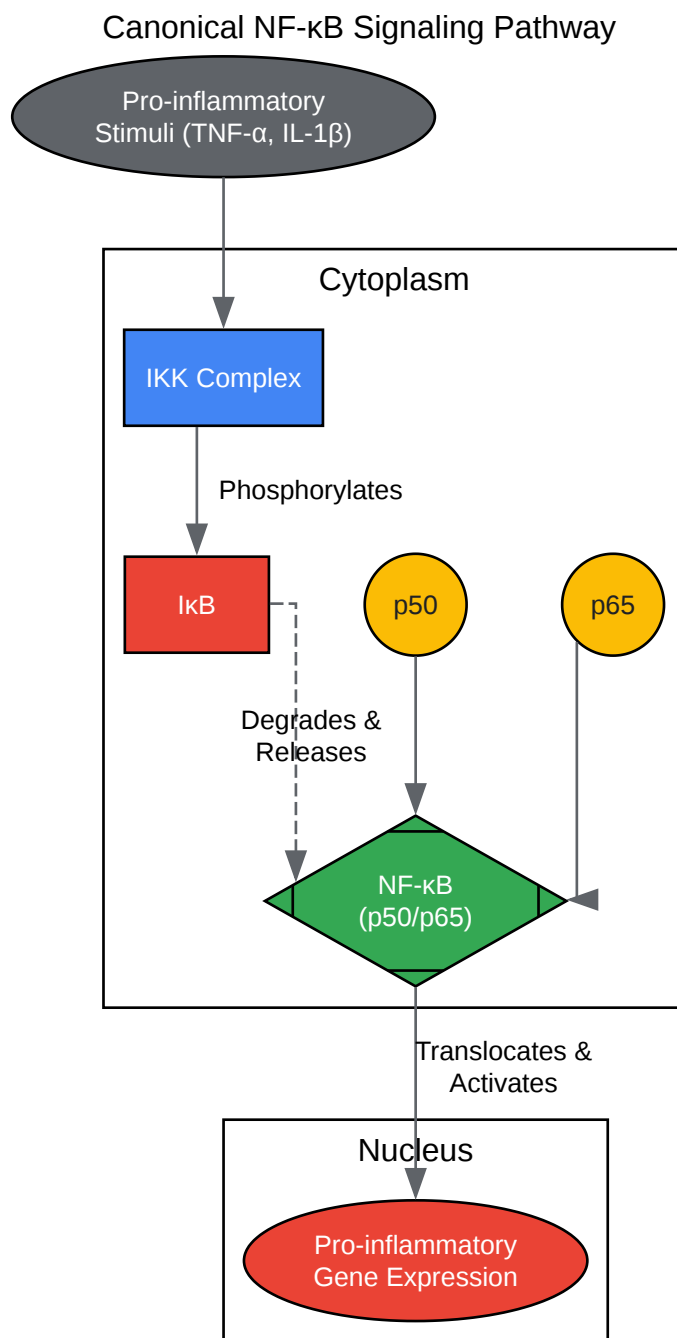 Canonical NF-κB Signaling Pathway
Pro-inflammatory
Stimuli (TNF-α, IL-1β)
Cytoplasm
IKK Complex
Phosphorylates
IκB
p50
p65
Degrades &
Releases
NF-κB
(p50/p65)
Translocates &
Activates
Nucleus
Pro-inflammatory
Gene Expression